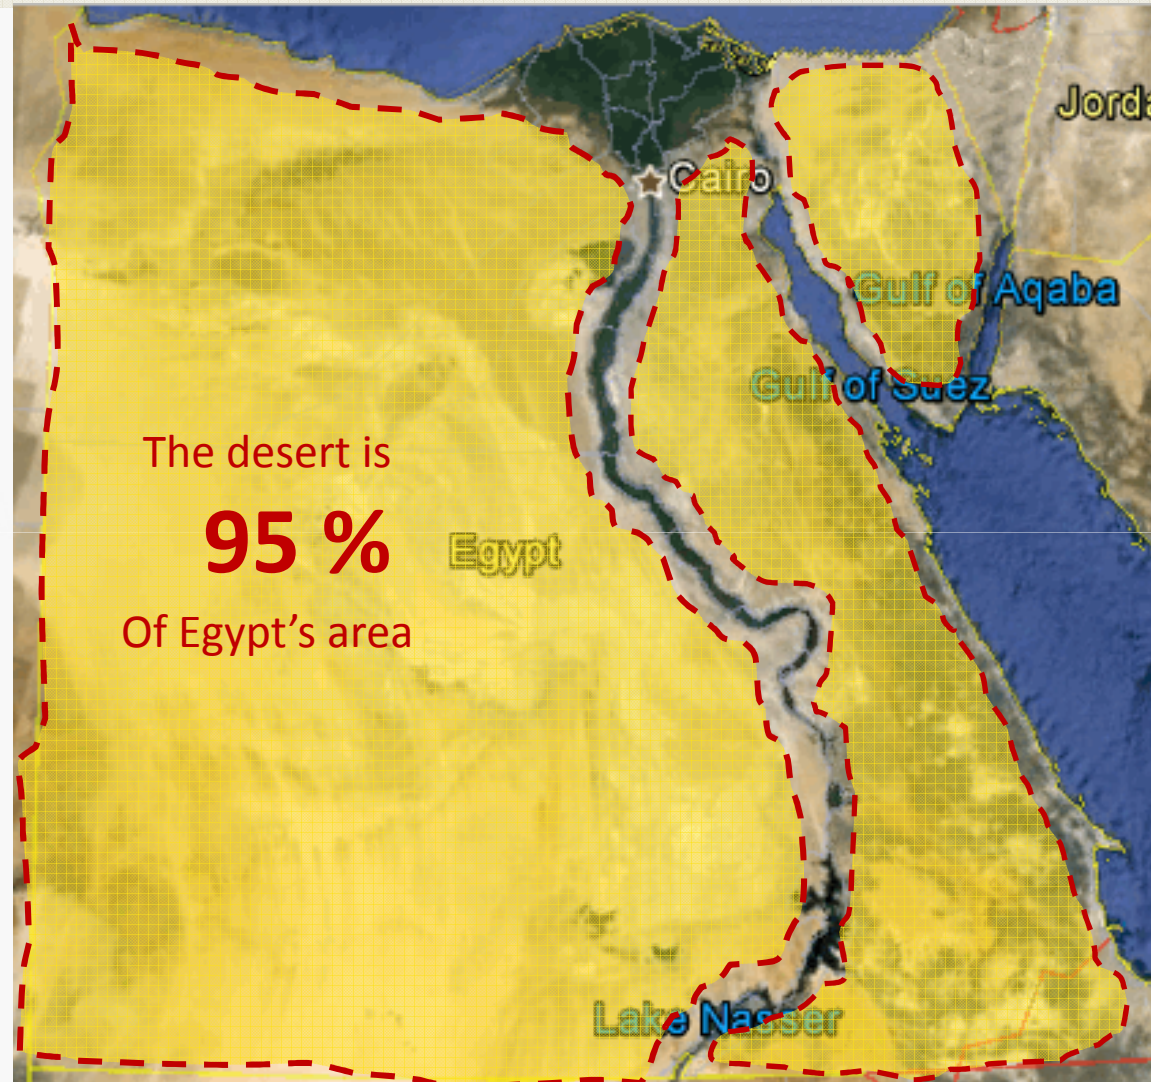 Jorda
Cairo
Gulf of Aqaba
Gulf of Suez
The desert is
95 %
Egypt
Of Egypt's area
Lake Nasser